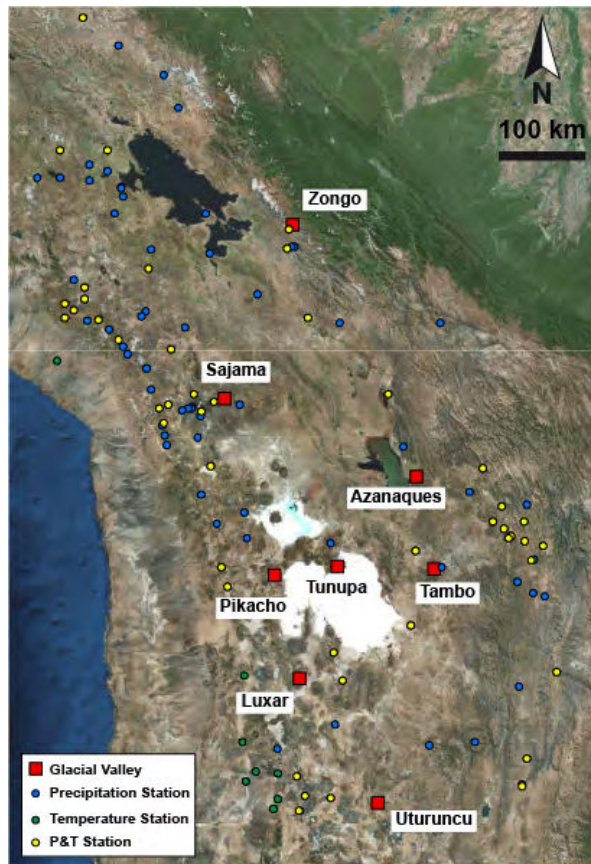 N
100 km
Zongo
Sajama
Azanaques
Tunupa
Pikacho
Tambo
Luxar
Uturuncu
Glacial Valley
Precipitation Station
Temperature Station
P&T Station